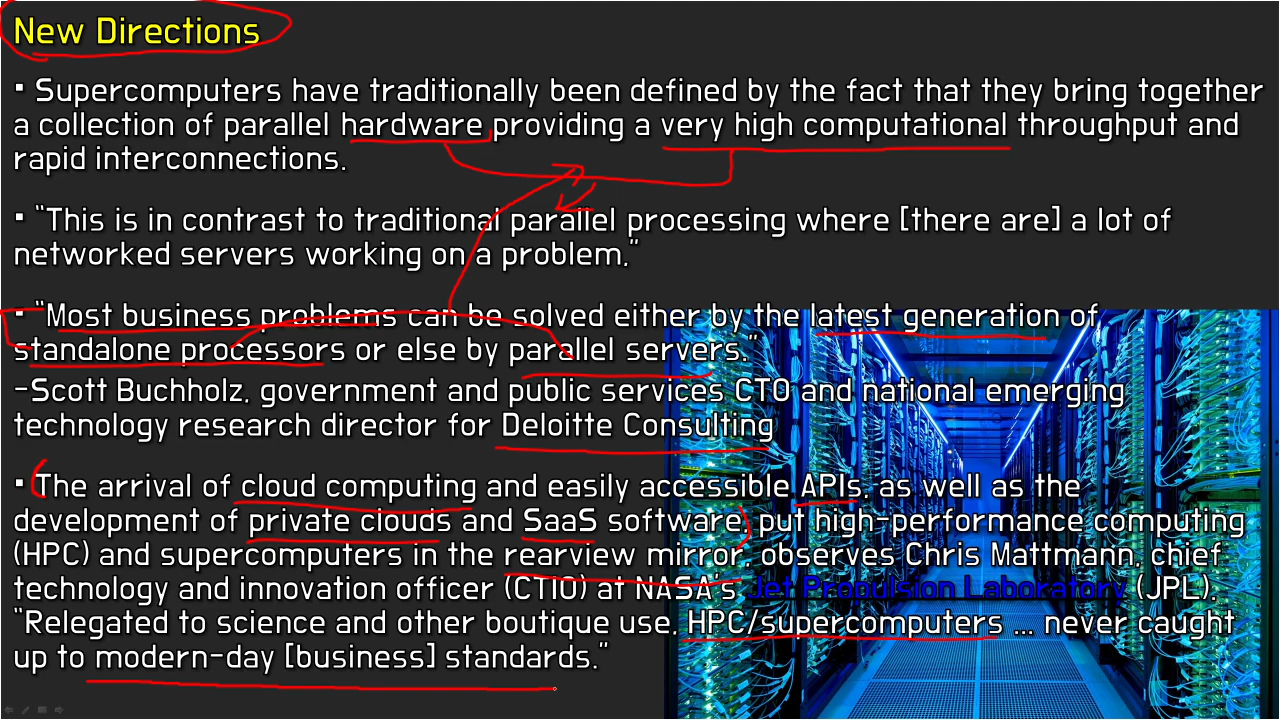 New Directions
▪ Supercomputers have traditionally been defined by the fact that they bring together
a collection of parallel hardware providing a very high computational throughput and
rapid interconnections.
▪ "This is in contrast to traditional parallel processing where [there are] a lot of
networked servers working on a problem."
▪ "Most business problems can be solved either by the latest generation of
standalone processors or else by parallel servers."
-Scott Buchholz, government and public services CTO and national emerging
technology research director for Deloitte Consulting
▪ The arrival of cloud computing and easily accessible APIs, as well as the
development of private clouds and SaaS software, put high-performance computing
(HPC) and supercomputers in the rearview mirror, observes Chris Mattmann, chief
technology and innovation officer (CTIO) at NASA's Jet Propulsion Laboratory (JPL).
"Relegated to science and other boutique use, HPC/supercomputers ... never caught
up to modern-day [business] standards."